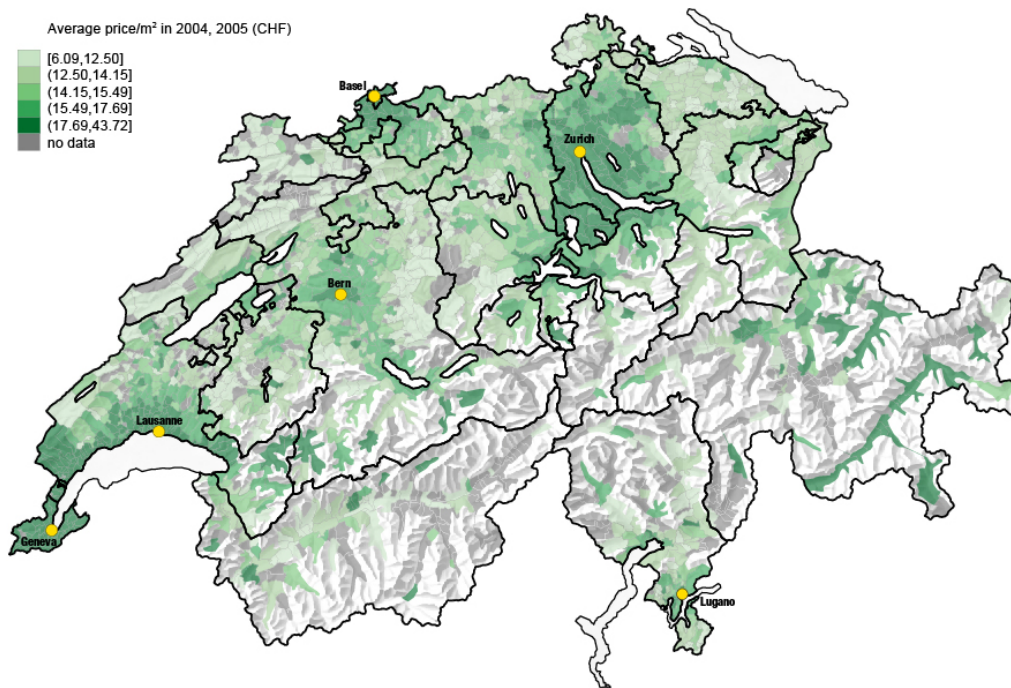 Average price/m² in 2004, 2005 (CHF)
[6.09,12.50]
(12.50,14.15]
(14.15,15.49]
(15.49,17.69]
(17.69,43.72]
no data
Basel
Zurich
Bern
Lausanne
Geneva
Lugano